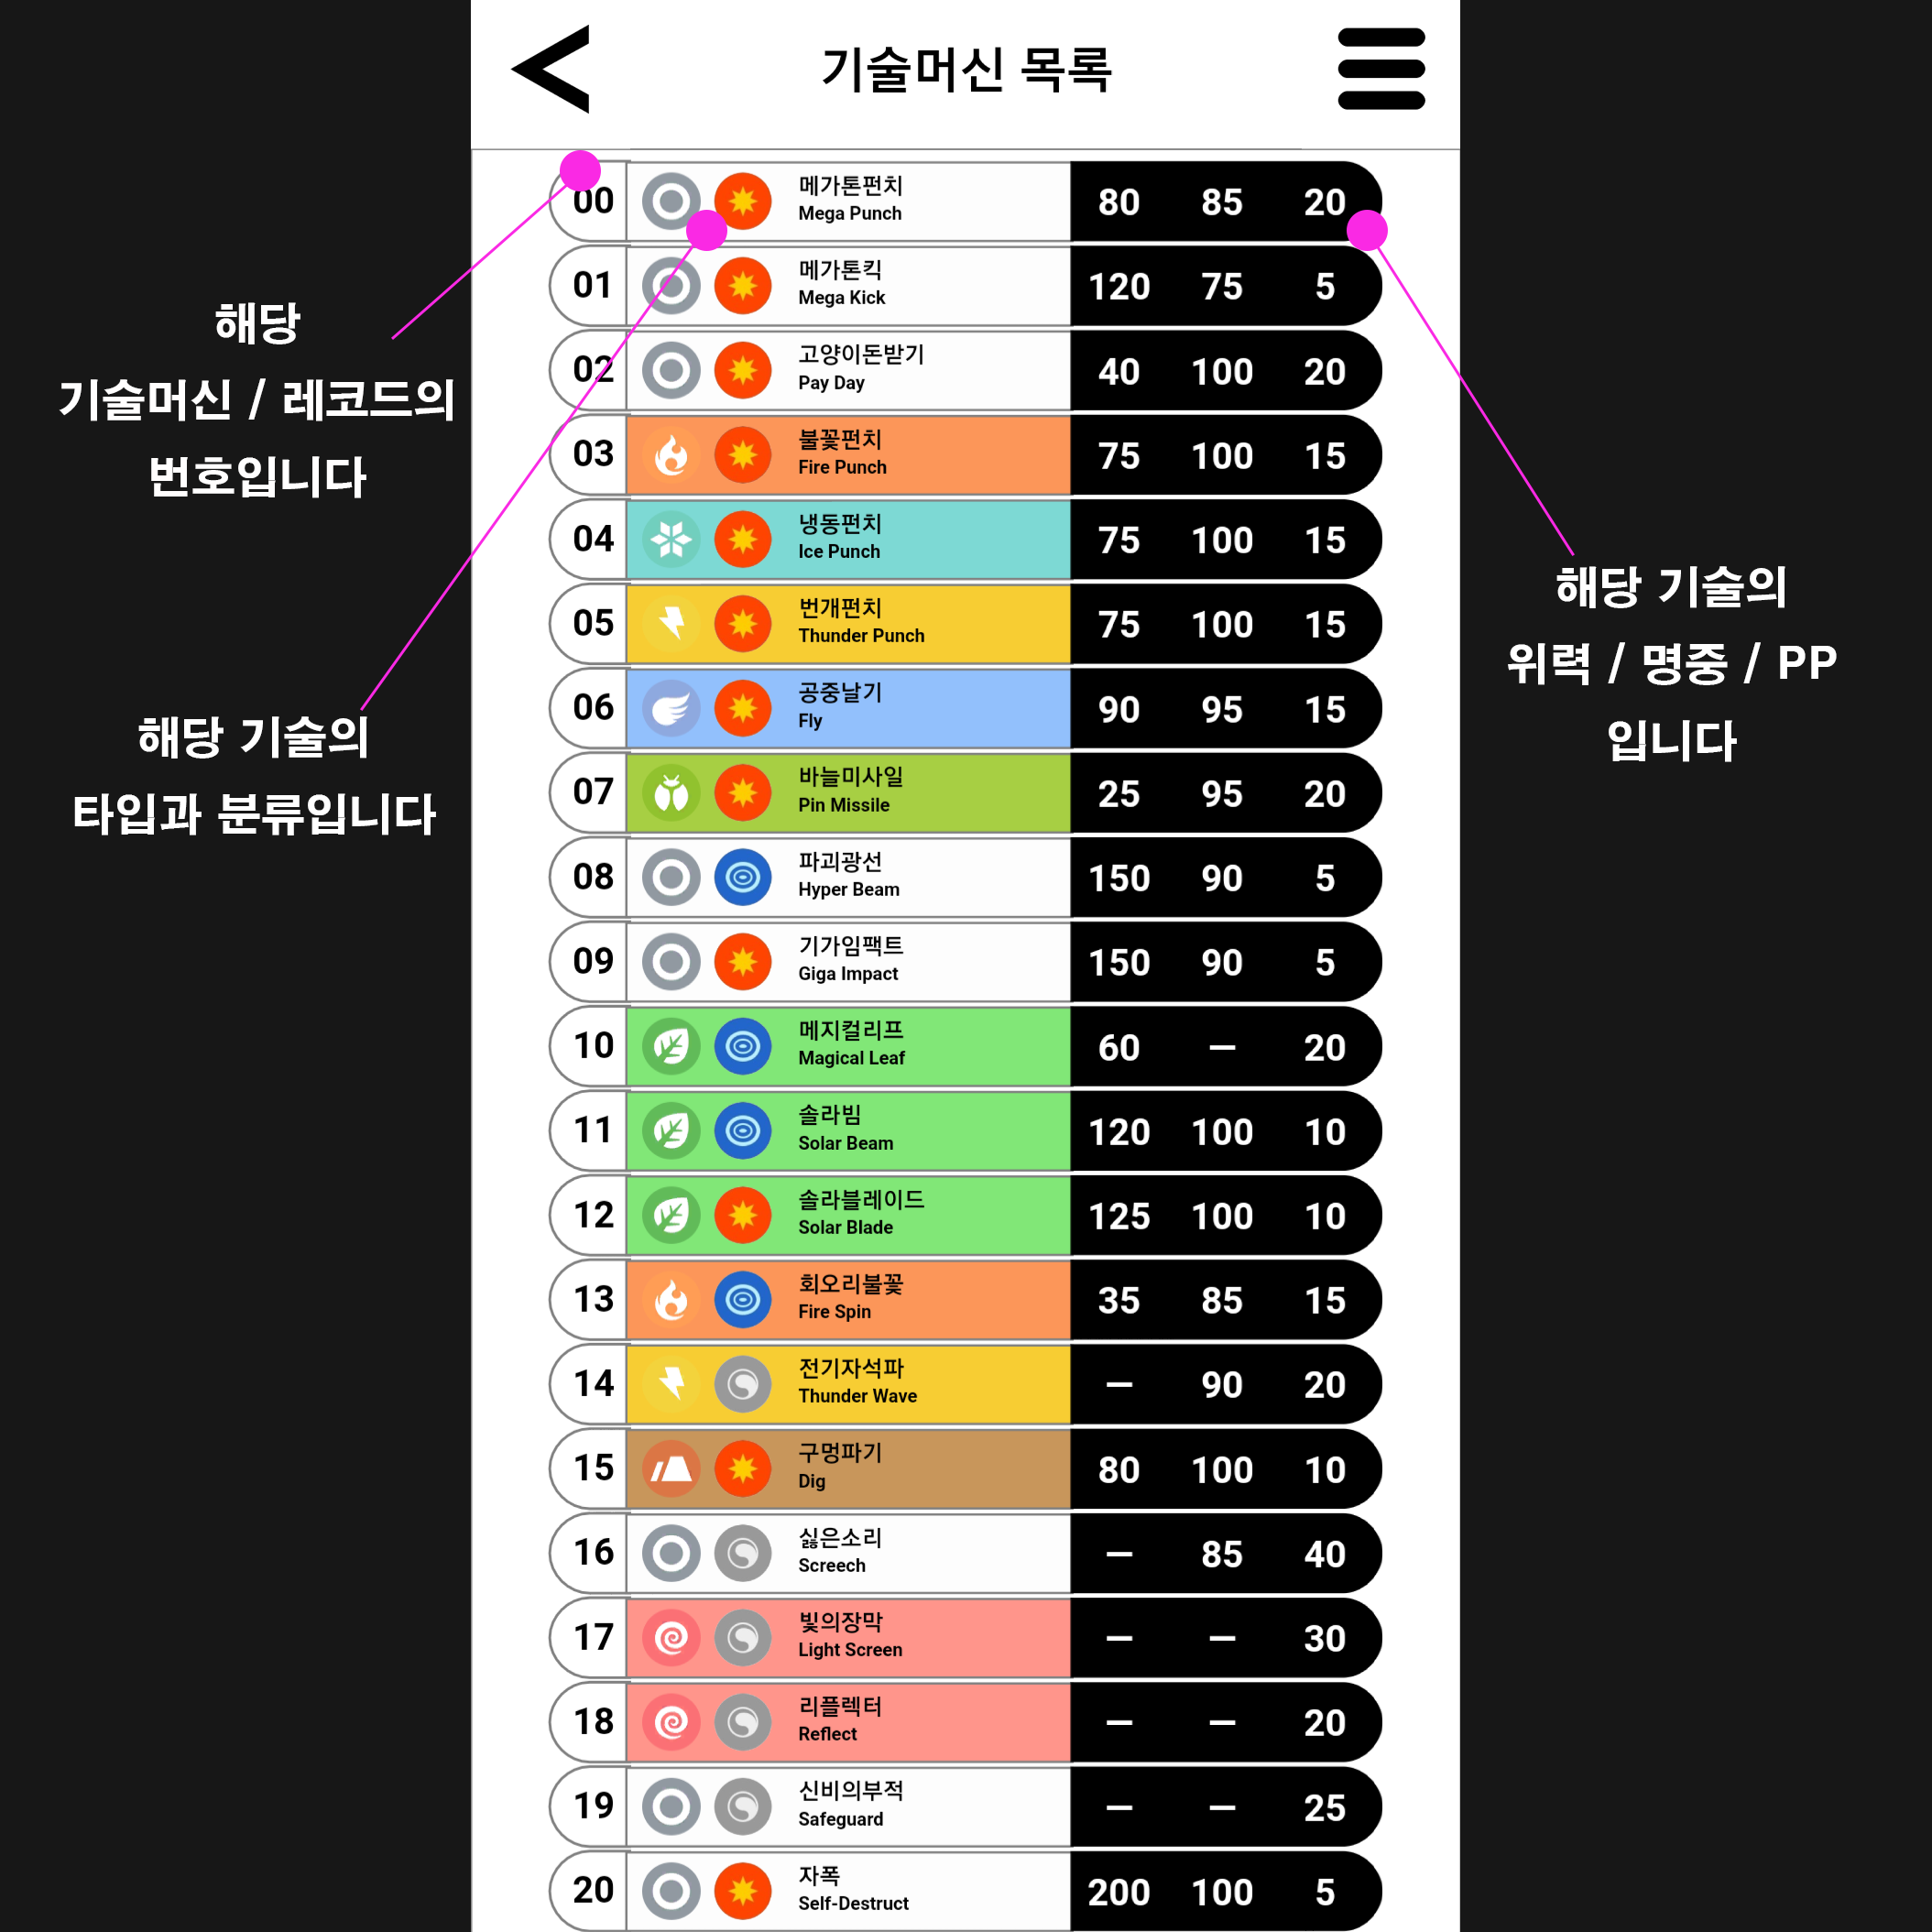 기술머신 목록
해당
기술머신 / 레코드의
번호입니다
해당 기술의
타입과 분류입니다
해당 기술의
위력 / 명중 / PP
입니다
00 메가톤펀치 80 85 20
Mega Punch
01 메가톤킥 120 75 5
Mega Kick
02 고양이돈받기 40 100 20
Pay Day
03 불꽃펀치 75 100 15
Fire Punch
04 냉동펀치 75 100 15
Ice Punch
05 번개펀치 75 100 15
Thunder Punch
06 공중날기 90 95 15
Fly
07 바늘미사일 25 95 20
Pin Missile
08 파괴광선 150 90 5
Hyper Beam
09 기가임팩트 150 90 5
Giga Impact
10 메지컬리프 60 — 20
Magical Leaf
11 솔라빔 120 100 10
Solar Beam
12 솔라블레이드 125 100 10
Solar Blade
13 회오리불꽃 35 85 15
Fire Spin
14 전기자석파 — 90 20
Thunder Wave
15 구멍파기 80 100 10
Dig
16 싫은소리 — 85 40
Screech
17 빛의장막 — — 30
Light Screen
18 리플렉터 — — 20
Reflect
19 신비의부적 — — 25
Safeguard
20 자폭 200 100 5
Self-Destruct